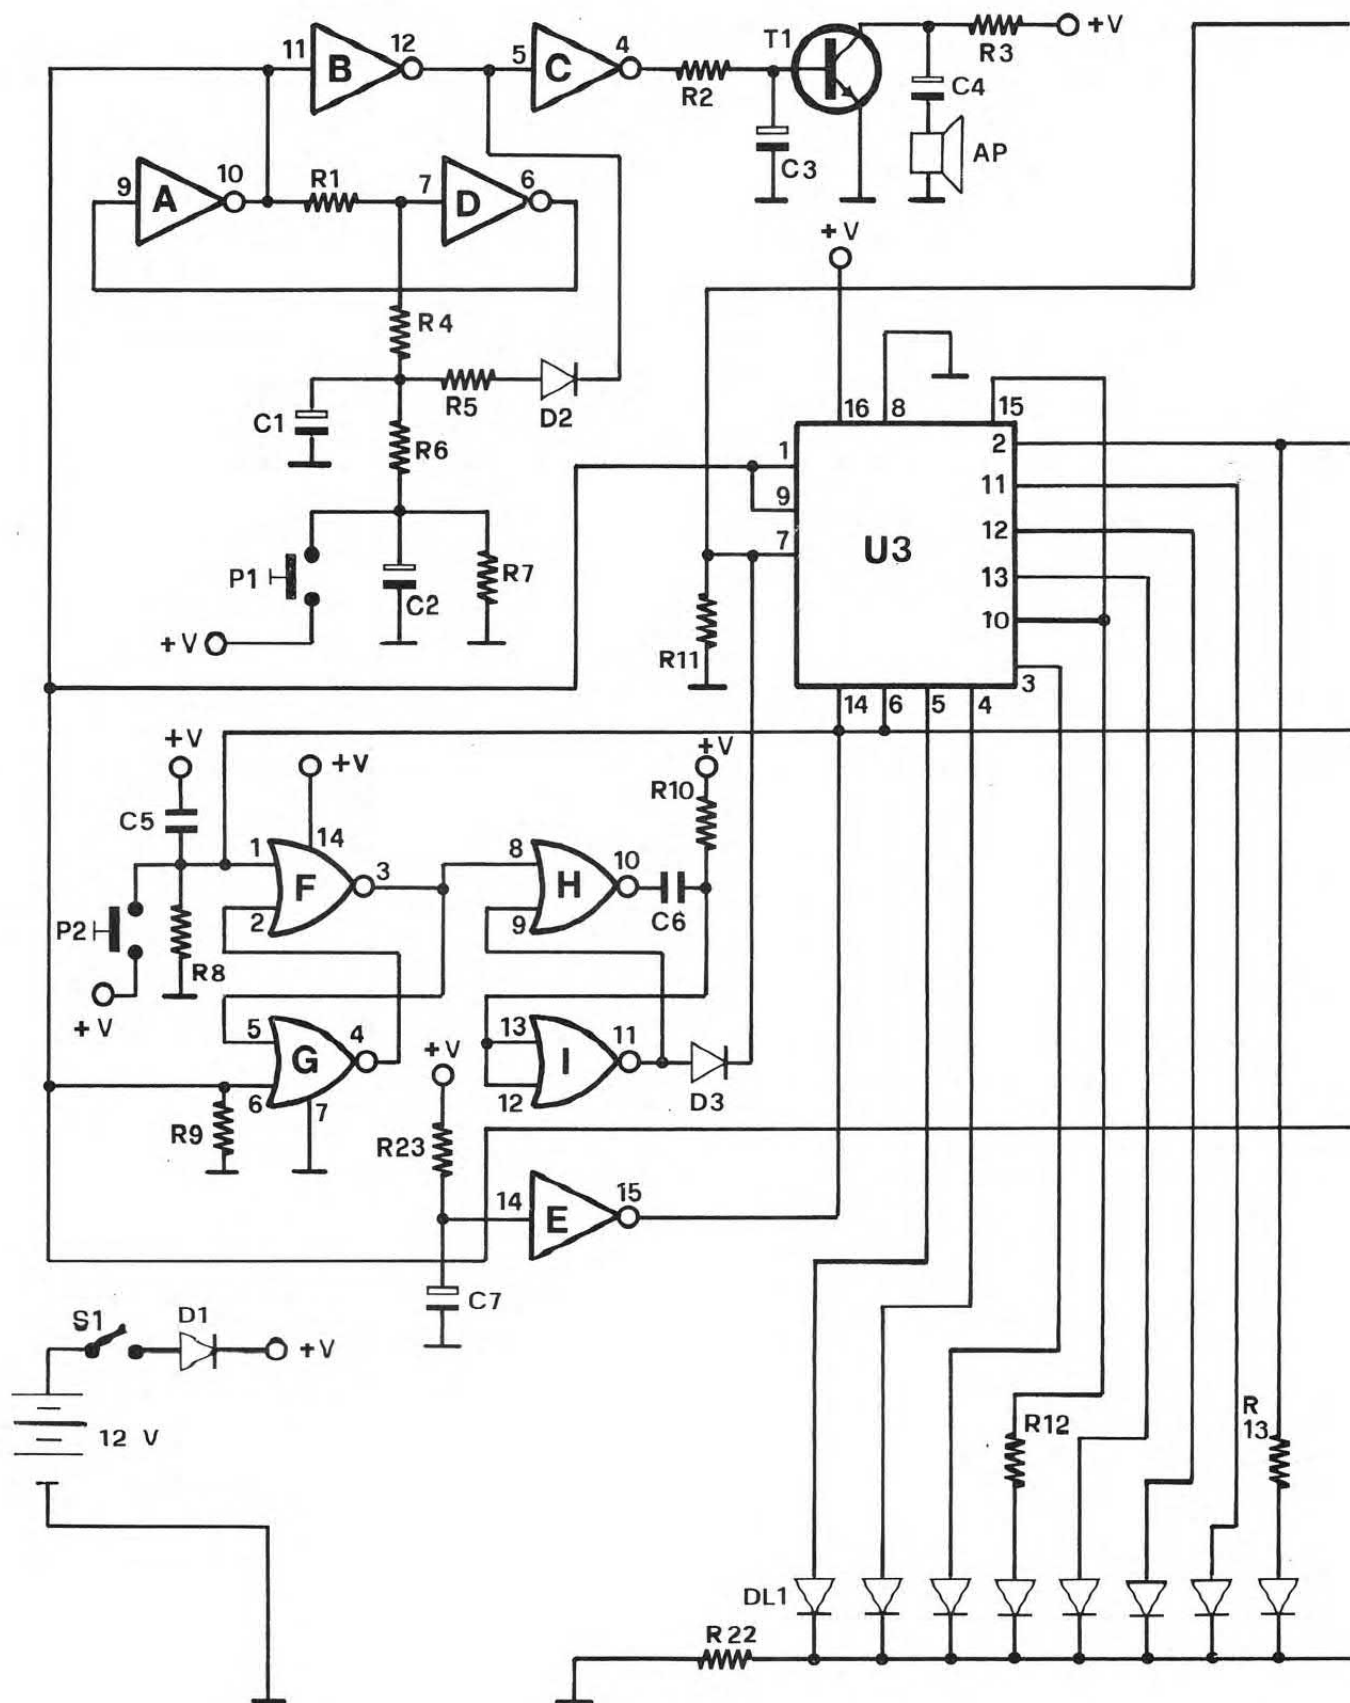 11 B 12 5 C 4 R2 T1 R3 +V
C4
C3 AP
9 A 10 R1 7 D 6
+V
R4
C1 R5 D2
R6
16 8 15
1 2
9 11
7 U3 12
13
10
P1 C2 R7
+V
R11
14 6 5 4 3
+V +V +V
C5 R10
1 14 3 8 10
F H
2 9 C6
P2
R8
+V
5 4 +V 13 11
G I
6 7 12 D3
R9 R23
14 E 15
C7
S1 D1 +V
12 V
R12 R 13
DL1
R22